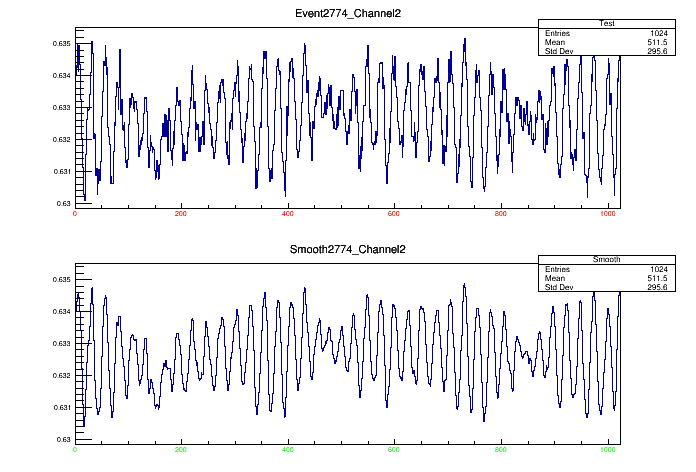 Event2774_Channel2
Test
Entries 1024
Mean 511.5
Std Dev 295.6
0.635
0.634
0.633
0.632
0.631
0.63
0 200 400 600 800 1000
Smooth2774_Channel2
Smooth
Entries 1024
Mean 511.5
Std Dev 295.6
0.635
0.634
0.633
0.632
0.631
0.63
0 200 400 600 800 1000